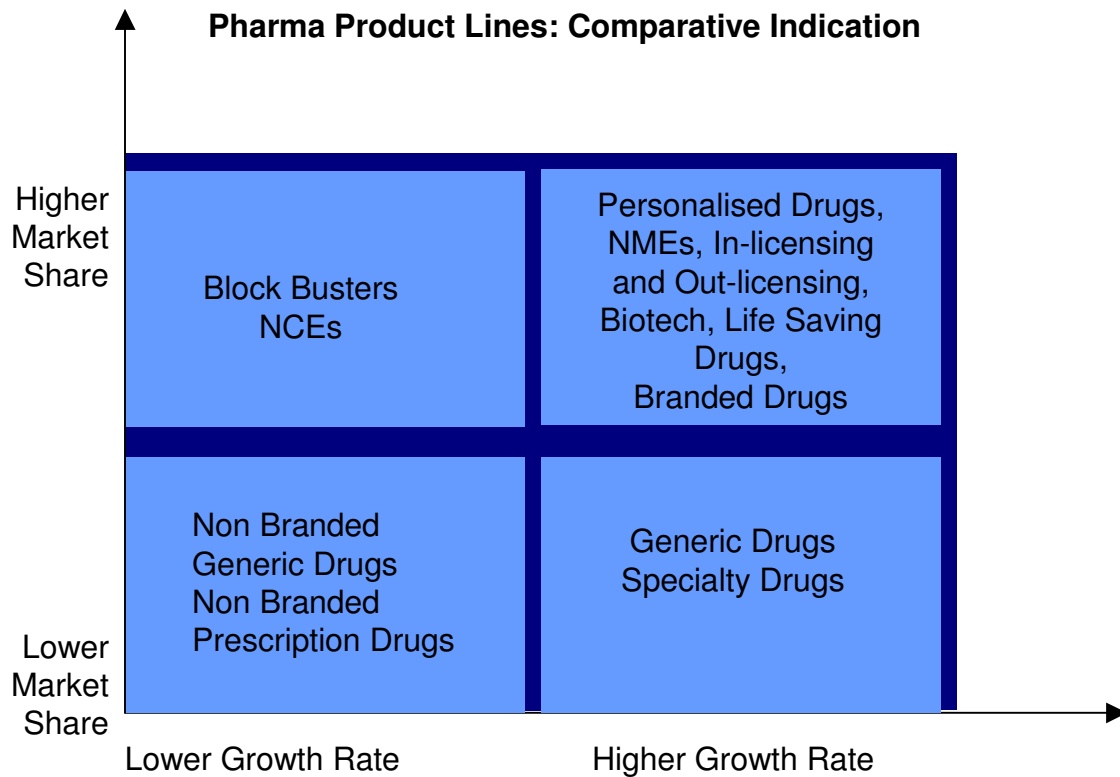 Pharma Product Lines: Comparative Indication
Higher
Market
Share
Block Busters
NCEs
Personalised Drugs,
NMEs, In-licensing
and Out-licensing,
Biotech, Life Saving
Drugs,
Branded Drugs
Non Branded
Generic Drugs
Non Branded
Prescription Drugs
Generic Drugs
Specialty Drugs
Lower
Market
Share
Lower Growth Rate
Higher Growth Rate